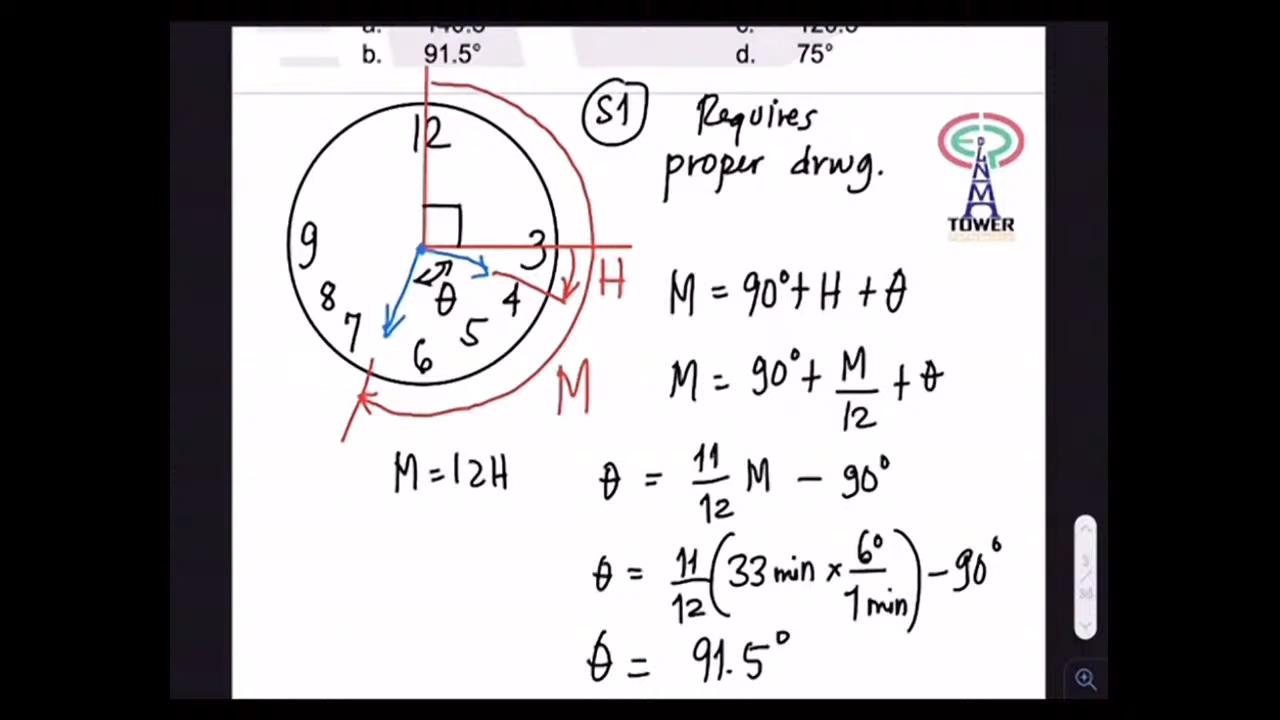 b. 91.5°
d. 75°
S1 Requires
proper drwg.
TOWER
12
9
3
8
4
7
5
6
θ
H
M
M = 90° + H + θ
M = 90° + M/12 + θ
M = 12H
θ = 11/12 M - 90°
θ = 11/12 (33 min × 6°/1 min) - 90°
θ = 91.5°